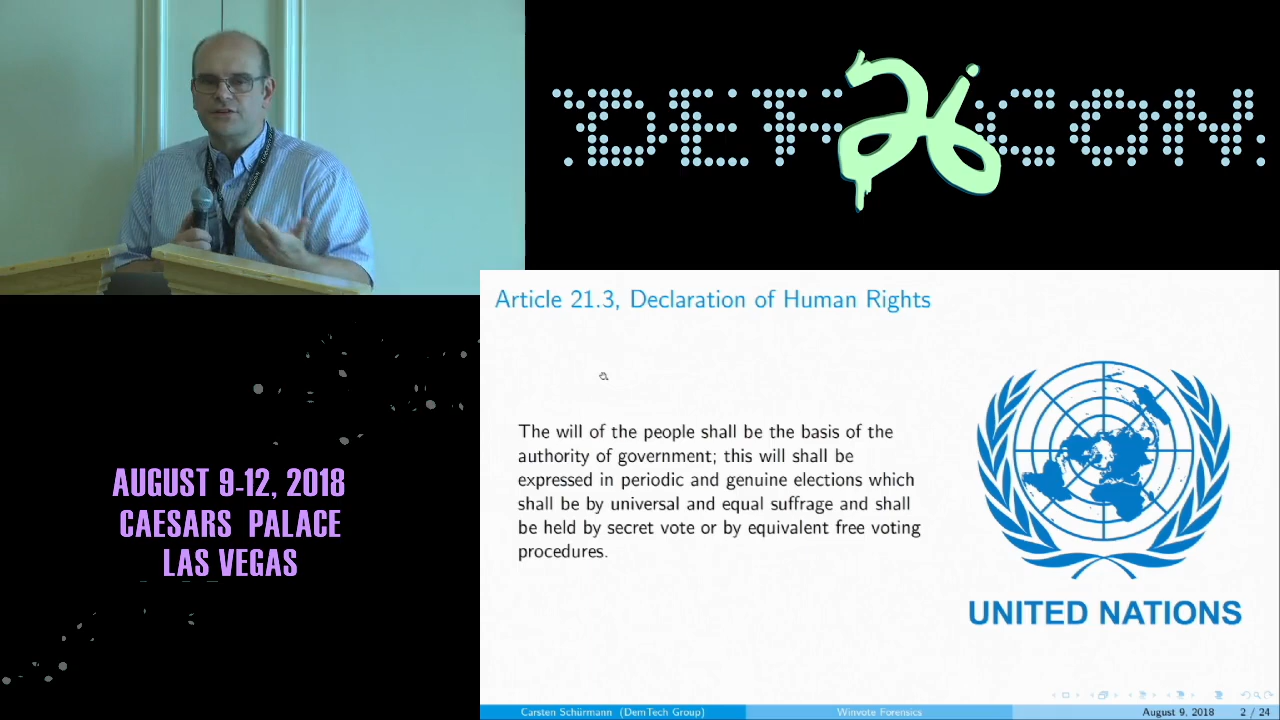 DEFCON
26
Article 21.3, Declaration of Human Rights
The will of the people shall be the basis of the
authority of government; this will shall be
expressed in periodic and genuine elections which
shall be by universal and equal suffrage and shall
be held by secret vote or by equivalent free voting
procedures.
UNITED NATIONS
AUGUST 9-12, 2018
CAESARS PALACE
LAS VEGAS
Carsten Schürmann (DemTech Group) Winvote Forensics August 9, 2018 2 / 24